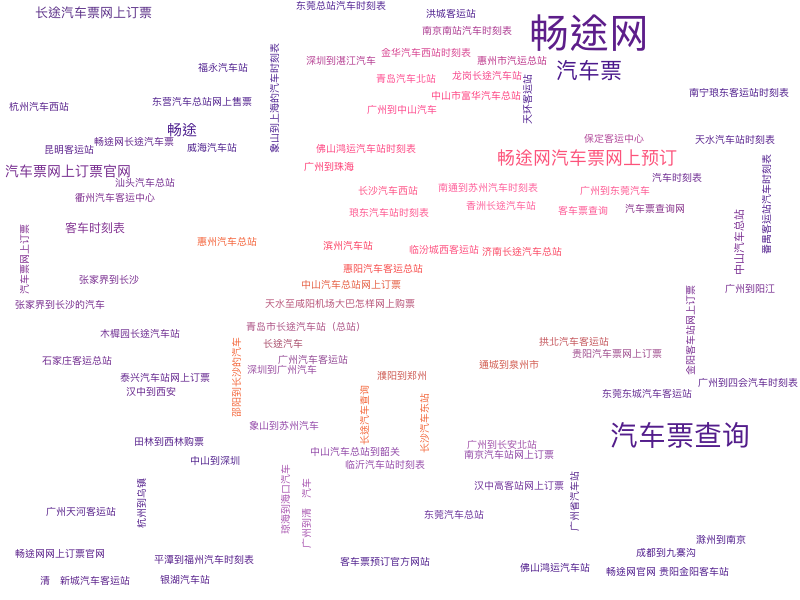 东莞总站汽车时刻表
长途汽车票网上订票
洪城客运站
畅途网
南京南站汽车时刻表
金华汽车西站时刻表
深圳到湛江汽车
惠州市汽运总站
福永汽车站
汽车票
青岛汽车北站
龙岗长途汽车站
象山到上海的汽车时刻表
天环客运站
南宁琅东客运站时刻表
中山市富华汽车总站
东营汽车总站网上售票
杭州汽车西站
广州到中山汽车
畅途
保定客运中心
天水汽车站时刻表
畅途网长途汽车票
昆明客运站
威海汽车站
佛山鸿运汽车站时刻表
畅途网汽车票网上预订
广州到珠海
汽车票网上订票官网
汽车时刻表
汕头汽车总站
长沙汽车西站
南通到苏州汽车时刻表
广州到东莞汽车
衢州汽车客运中心
番禺客运站汽车时刻表
香洲长途汽车站
琅东汽车站时刻表
客车票查询
汽车票查询网
客车时刻表
中山汽车总站
惠州汽车总站
滨州汽车站
临汾城西客运站
济南长途汽车总站
汽车票网上订票
惠阳汽车客运总站
张家界到长沙
中山汽车总站网上订票
广州到阳江
张家界到长沙的汽车
天水至咸阳机场大巴怎样网上购票
金阳客车站网上订票
青岛市长途汽车站（总站）
木樨园长途汽车站
长途汽车
拱北汽车客运站
贵阳汽车票网上订票
石家庄客运总站
广州汽车客运站
通城到泉州市
深圳到广州汽车
邵阳到长沙的汽车
泰兴汽车站网上订票
濮阳到郑州
广州到四会汽车时刻表
汉中到西安
东莞东城汽车客运站
长途汽车查询
长沙汽车东站
象山到苏州汽车
汽车票查询
田林到西林购票
广州到长安北站
中山汽车总站到韶关
南京汽车站网上订票
中山到深圳
临沂汽车站时刻表
琼海到海口汽车
广州到清 汽车
汉中高客站网上订票
广州省汽车站
杭州到乌镇
广州天河客运站
东莞汽车总站
滁州到南京
畅途网网上订票官网
成都到九寨沟
平潭到福州汽车时刻表
客车票预订官方网站
佛山鸿运汽车站
畅途网官网
贵阳金阳客车站
清 新城汽车客运站
银湖汽车站